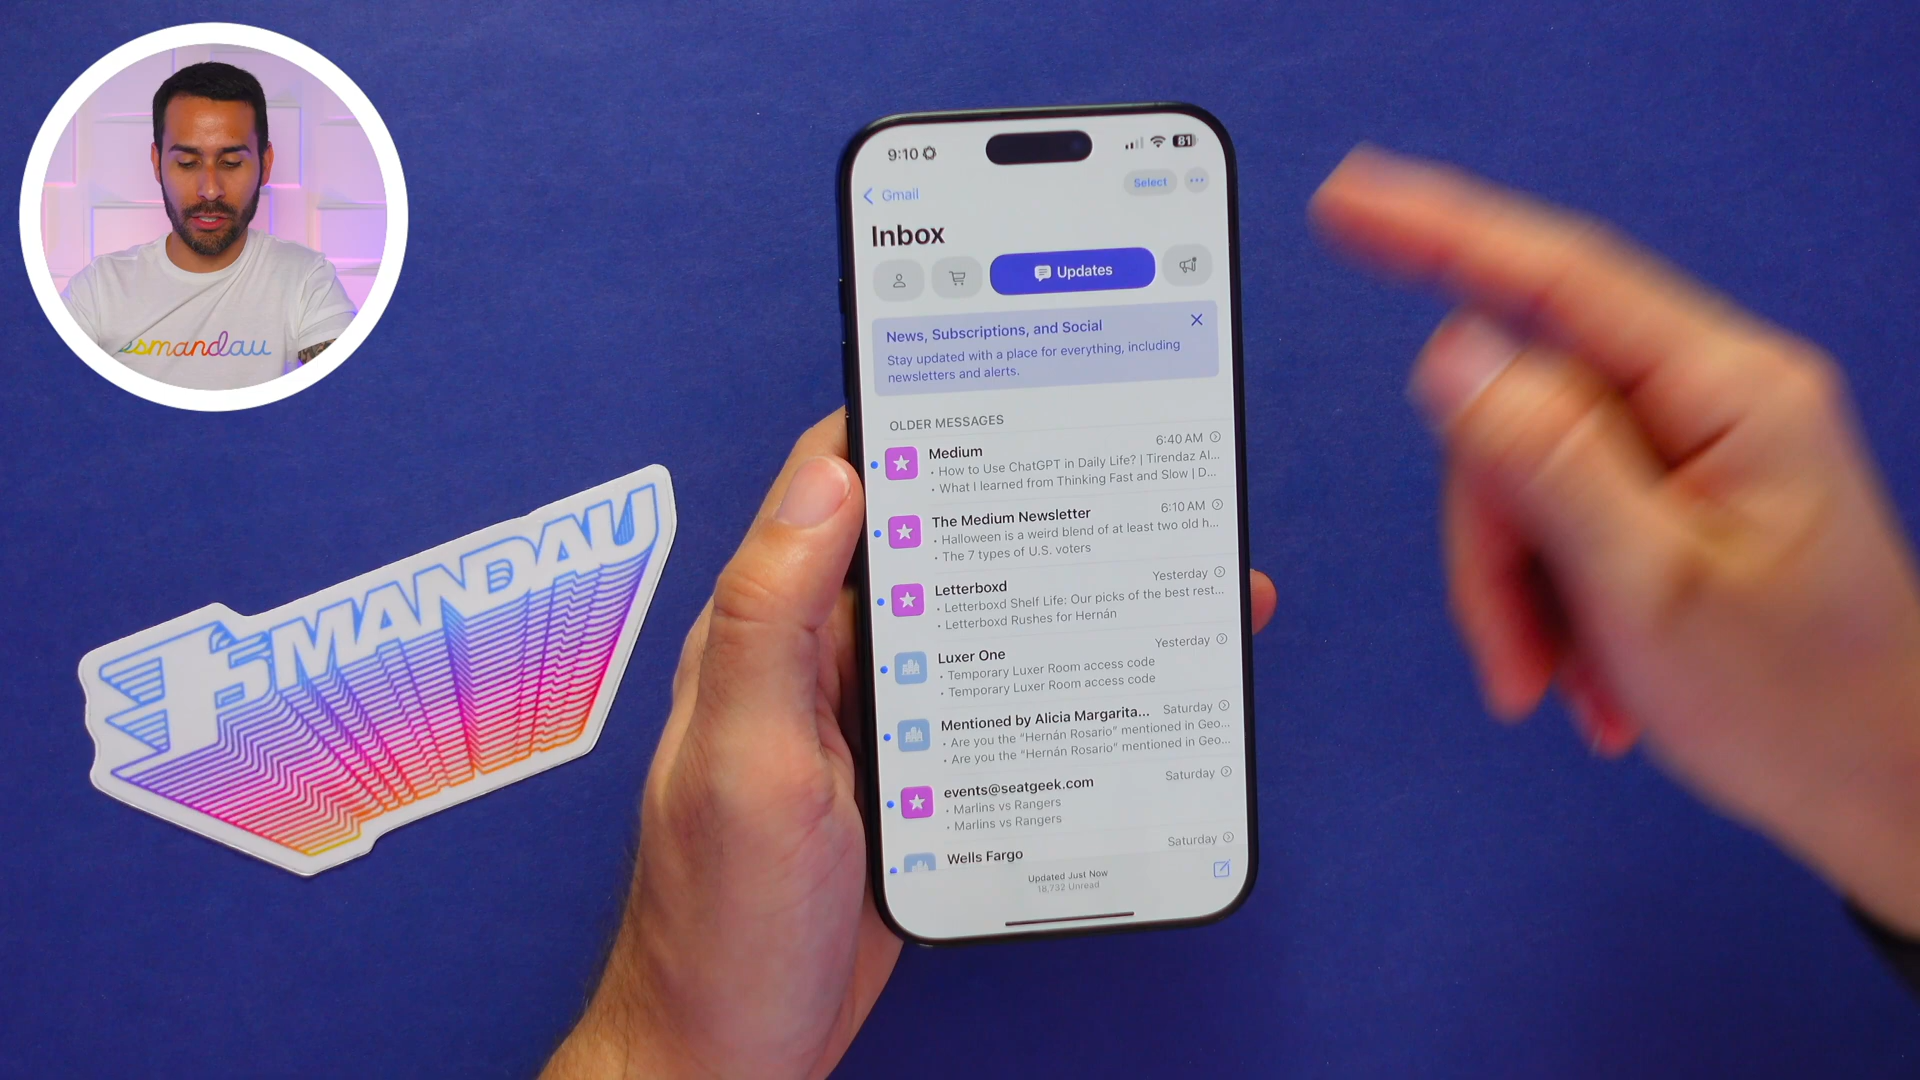 esmandau
ESMANDAU
9:10
81
Gmail
Select
Inbox
Updates
News, Subscriptions, and Social
Stay updated with a place for everything, including
newsletters and alerts.
OLDER MESSAGES
Medium
6:40 AM
• How to Use ChatGPT in Daily Life? | Tirendaz AI...
• What I learned from Thinking Fast and Slow | D...
The Medium Newsletter
6:10 AM
• Halloween is a weird blend of at least two old h...
• The 7 types of U.S. voters
Letterboxd
Yesterday
• Letterboxd Shelf Life: Our picks of the best rest...
• Letterboxd Rushes for Hernán
Luxer One
Yesterday
• Temporary Luxer Room access code
• Temporary Luxer Room access code
Mentioned by Alicia Margarita...
Saturday
• Are you the “Hernán Rosario” mentioned in Geo...
• Are you the “Hernán Rosario” mentioned in Geo...
events@seatgeek.com
Saturday
• Marlins vs Rangers
• Marlins vs Rangers
Wells Fargo
Saturday
Updated Just Now
18,732 Unread